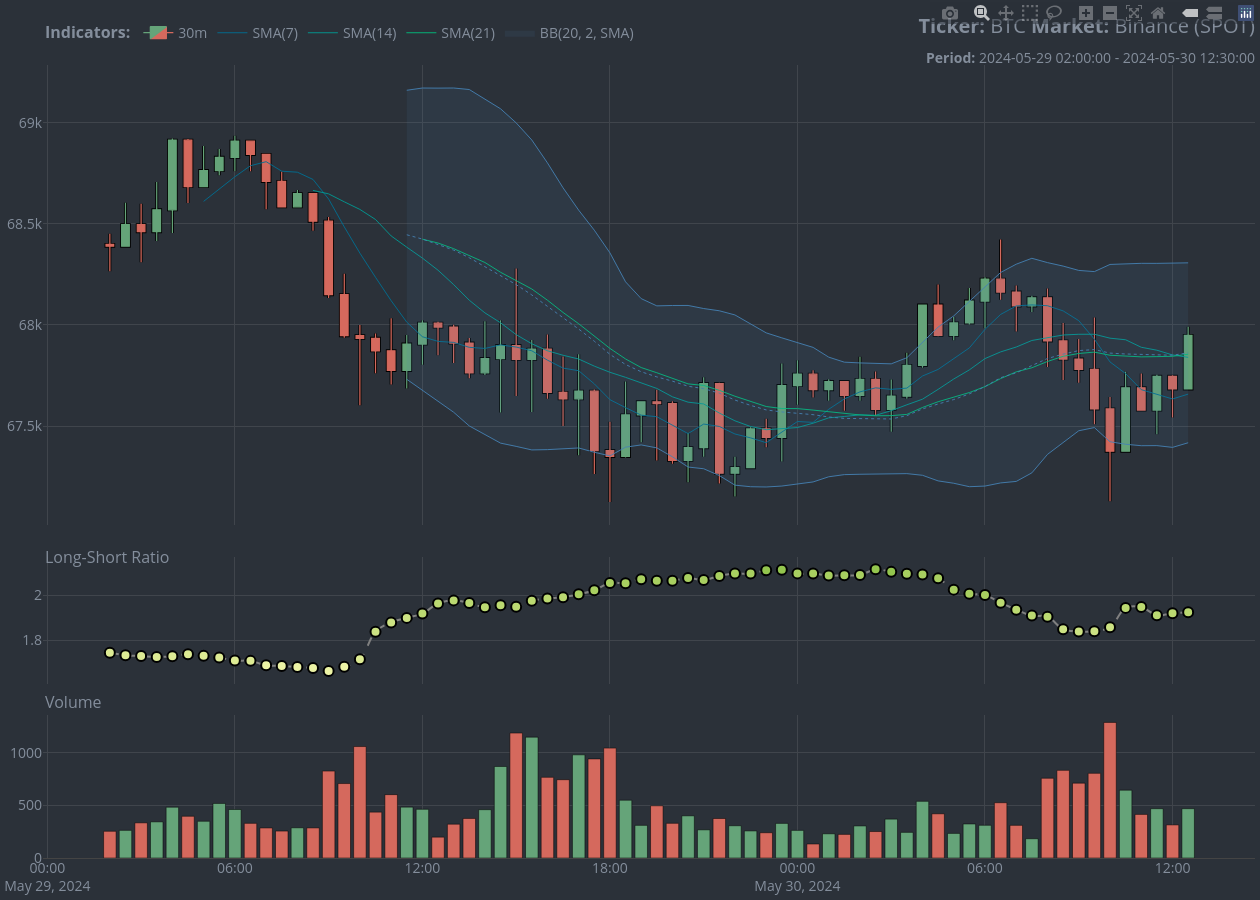 Indicators: 30m SMA(7) SMA(14) SMA(21) BB(20, 2, SMA)
Ticker: BTC Market: Binance (SPOT)
Period: 2024-05-29 02:00:00 - 2024-05-30 12:30:00
69k
68.5k
68k
67.5k
Long-Short Ratio
2
1.8
Volume
1000
500
0
00:00 06:00 12:00 18:00 00:00 06:00 12:00
May 29, 2024 May 30, 2024